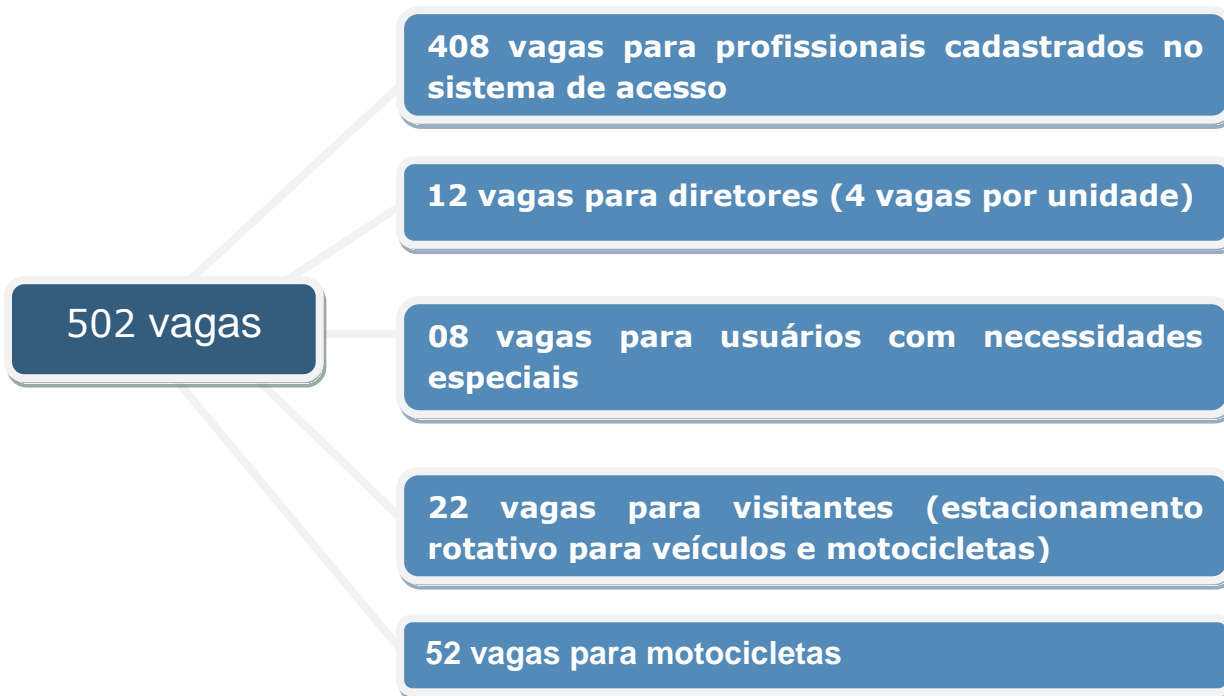 408 vagas para profissionais cadastrados no
sistema de acesso
12 vagas para diretores (4 vagas por unidade)
502 vagas
08 vagas para usuários com necessidades
especiais
22 vagas para visitantes (estacionamento
rotativo para veículos e motocicletas)
52 vagas para motocicletas